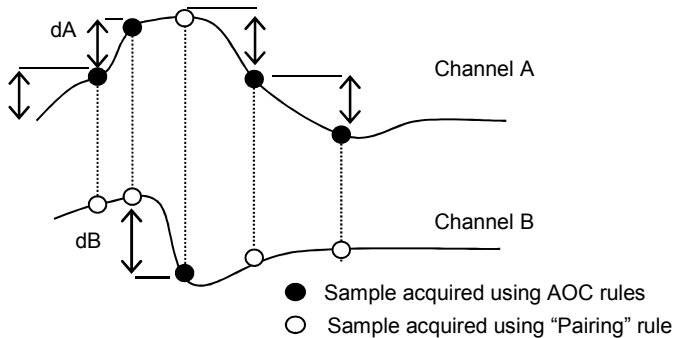 dA
Channel A
Channel B
dB
Sample acquired using AOC rules
Sample acquired using “Pairing” rule